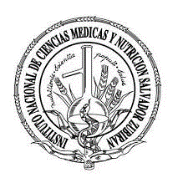 INSTITUTO NACIONAL DE CIENCIAS MEDICAS Y NUTRICION SALVADOR ZUBIRAN